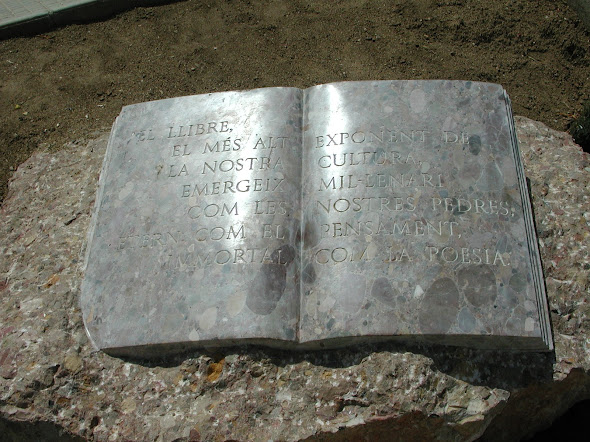 EL LLIBRE,
EL MÉS ALT EXPONENT DE
LA NOSTRA CULTURA,
EMERGEIX MIL·LENARI
COM LES NOSTRES PEDRES,
ETERN COM EL PENSAMENT,
IMMORTAL COM LA POESIA.